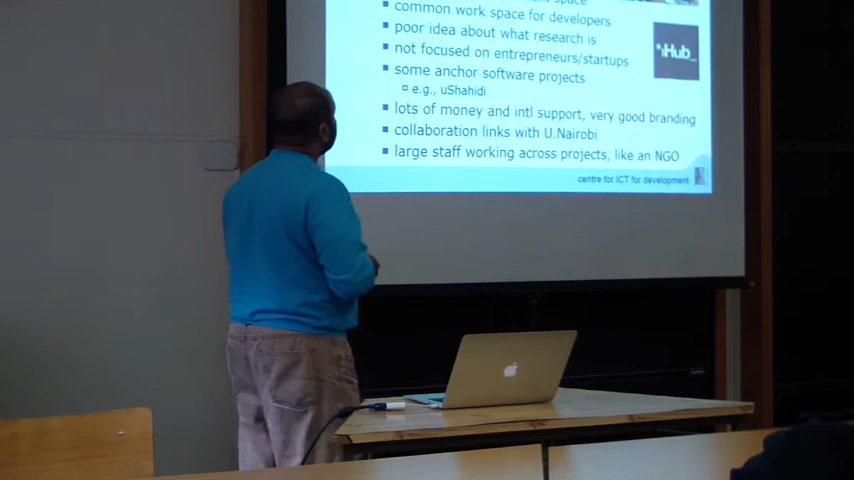 common work space for developers
poor idea about what research is
not focused on entrepreneurs/startups
*iHub_
some anchor software projects
e.g., uShahidi
lots of money and intl support, very good branding
collaboration links with U.Nairobi
large staff working across projects, like an NGO
centre for ICT for development